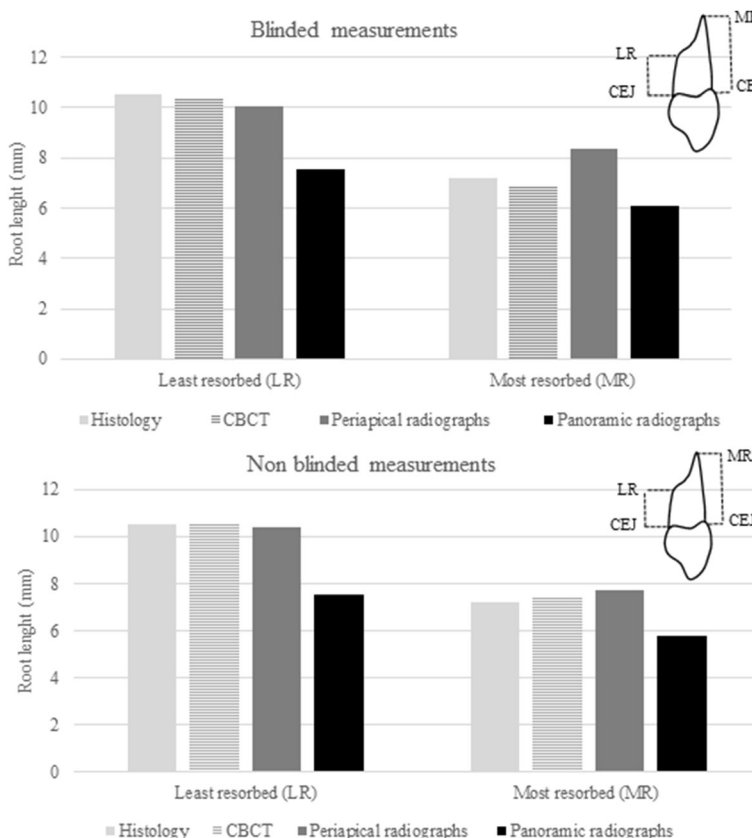 Blinded measurements
MR
LR
CEJ
CE
12
10
8
6
4
2
0
Root lenght (mm)
Least resorbed (LR)
Most resorbed (MR)
Histology
CBCT
Periapical radiographs
Panoramic radiographs
Non blinded measurements
MR
LR
CEJ
CEJ
12
10
8
6
4
2
0
Root lenght (mm)
Least resorbed (LR)
Most resorbed (MR)
Histology
CBCT
Periapical radiographs
Panoramic radiographs